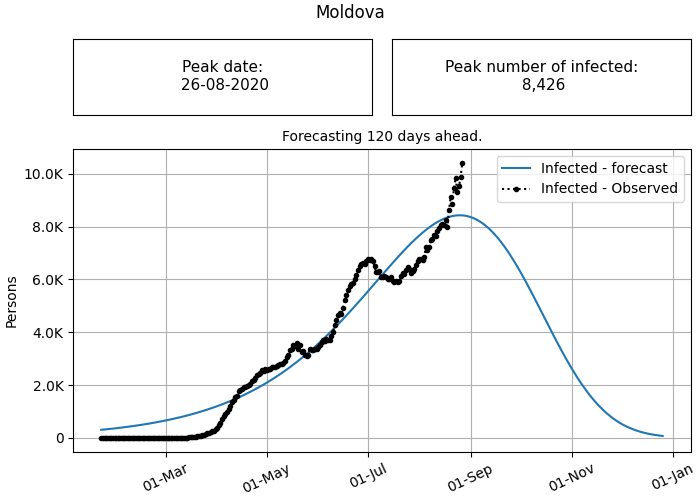 Moldova
Peak date:
26-08-2020
Peak number of infected:
8,426
Forecasting 120 days ahead.
Infected - forecast
Infected - Observed
10.0K
8.0K
6.0K
4.0K
2.0K
0
Persons
01-Mar
01-May
01-Jul
01-Sep
01-Nov
01-Jan